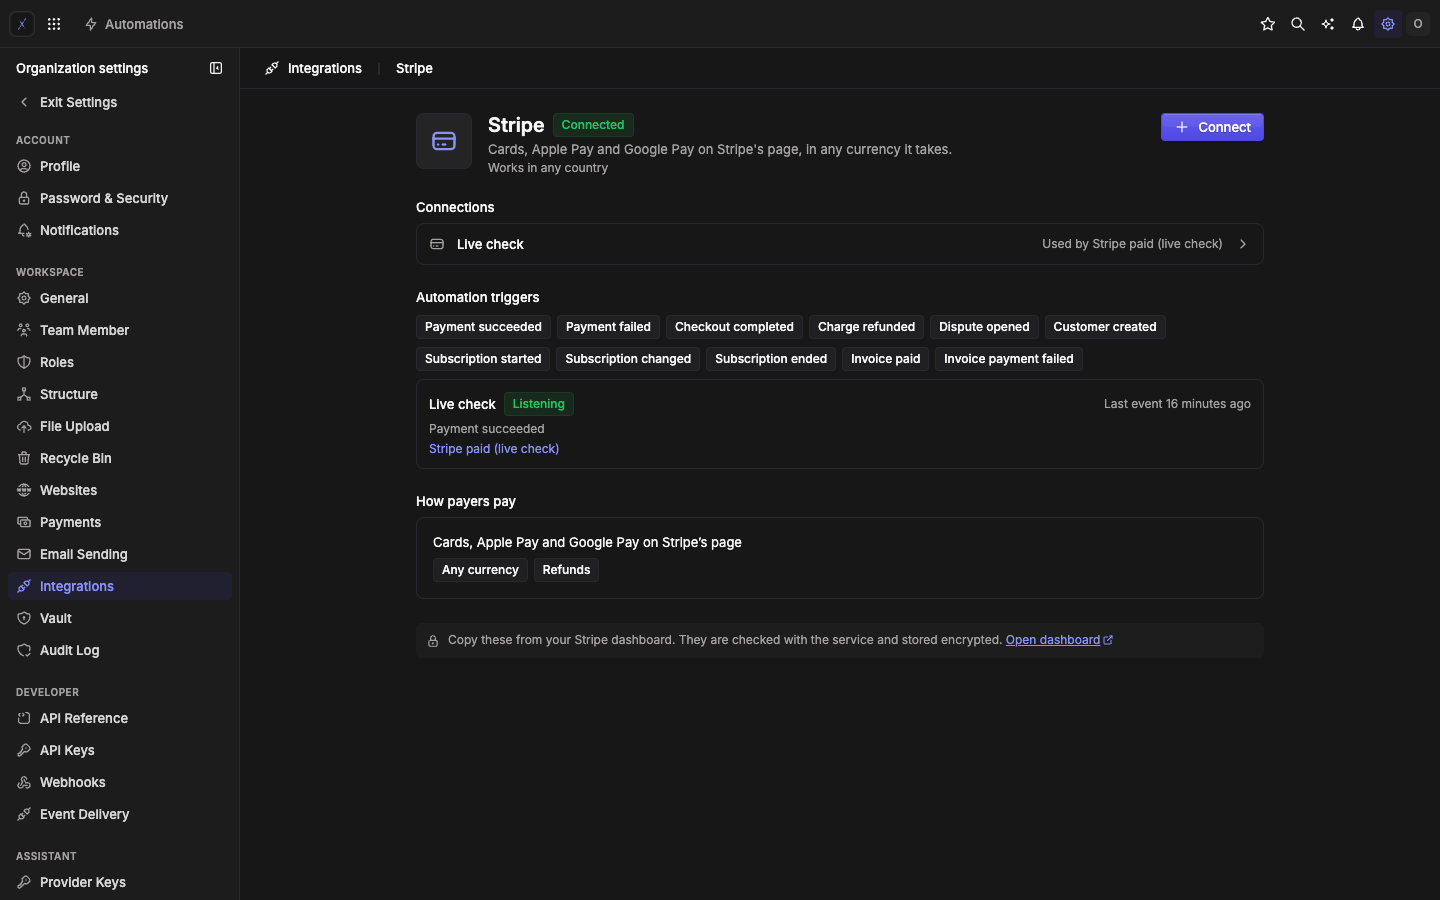 Automations
O
Organization settings
Integrations
Stripe
Exit Settings
ACCOUNT
Profile
Password & Security
Notifications
WORKSPACE
General
Team Member
Roles
Structure
File Upload
Recycle Bin
Websites
Payments
Email Sending
Integrations
Vault
Audit Log
DEVELOPER
API Reference
API Keys
Webhooks
Event Delivery
ASSISTANT
Provider Keys
Stripe Connected
Connect
Cards, Apple Pay and Google Pay on Stripe's page, in any currency it takes.
Works in any country
Connections
Live check Used by Stripe paid (live check)
Automation triggers
Payment succeeded Payment failed Checkout completed Charge refunded Dispute opened Customer created
Subscription started Subscription changed Subscription ended Invoice paid Invoice payment failed
Live check Listening Last event 16 minutes ago
Payment succeeded
Stripe paid (live check)
How payers pay
Cards, Apple Pay and Google Pay on Stripe’s page
Any currency Refunds
Copy these from your Stripe dashboard. They are checked with the service and stored encrypted. Open dashboard